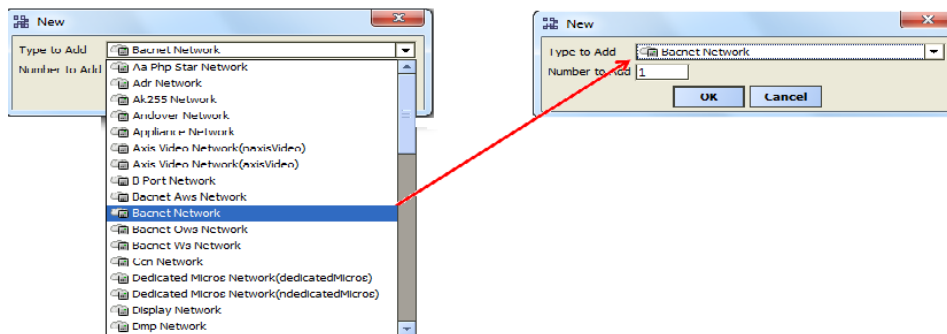 New
Type to Add Bacnet Network
Number to Add
Aa Php Star Network
Adr Network
Ak255 Network
Andover Network
Appliance Network
Axis Video Network(naxisVideo)
Axis Video Network(axisVideo)
B Port Network
Bacnet Aws Network
Bacnet Network
Bacnet Ows Network
Bacnet Ws Network
Ccn Network
Dedicated Micros Network(dedicatedMicros)
Dedicated Micros Network(ndedicatedMicros)
Display Network
Dmp Network
New
Type to Add Bacnet Network
Number to Add 1
OK Cancel